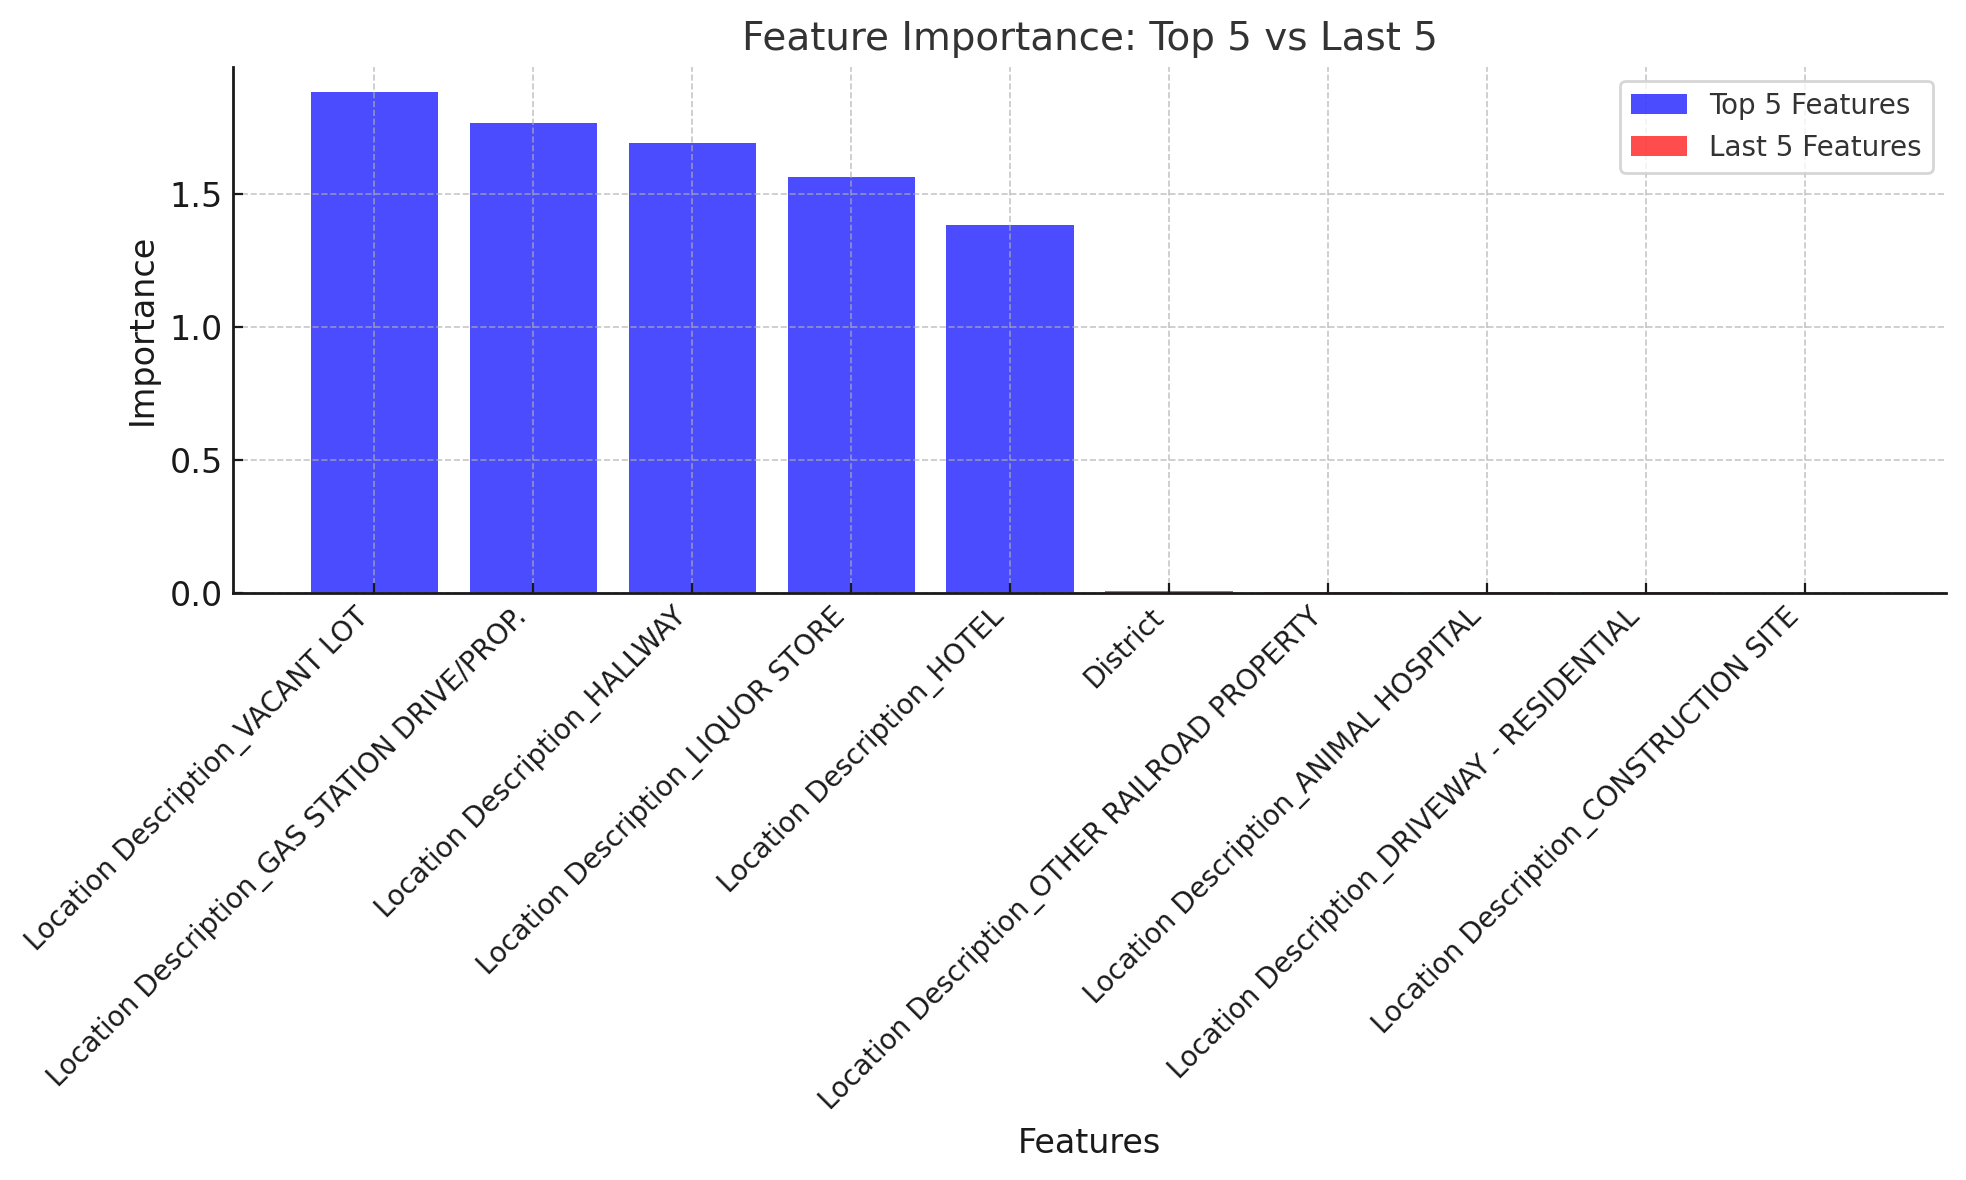 Feature Importance: Top 5 vs Last 5
Top 5 Features
Last 5 Features
Importance
1.5
1.0
0.5
0.0
Location Description_VACANT LOT
Location Description_GAS STATION DRIVE/PROP.
Location Description_HALLWAY
Location Description_LIQUOR STORE
Location Description_HOTEL
District
Location Description_OTHER RAILROAD PROPERTY
Location Description_ANIMAL HOSPITAL
Location Description_DRIVEWAY - RESIDENTIAL
Location Description_CONSTRUCTION SITE
Features